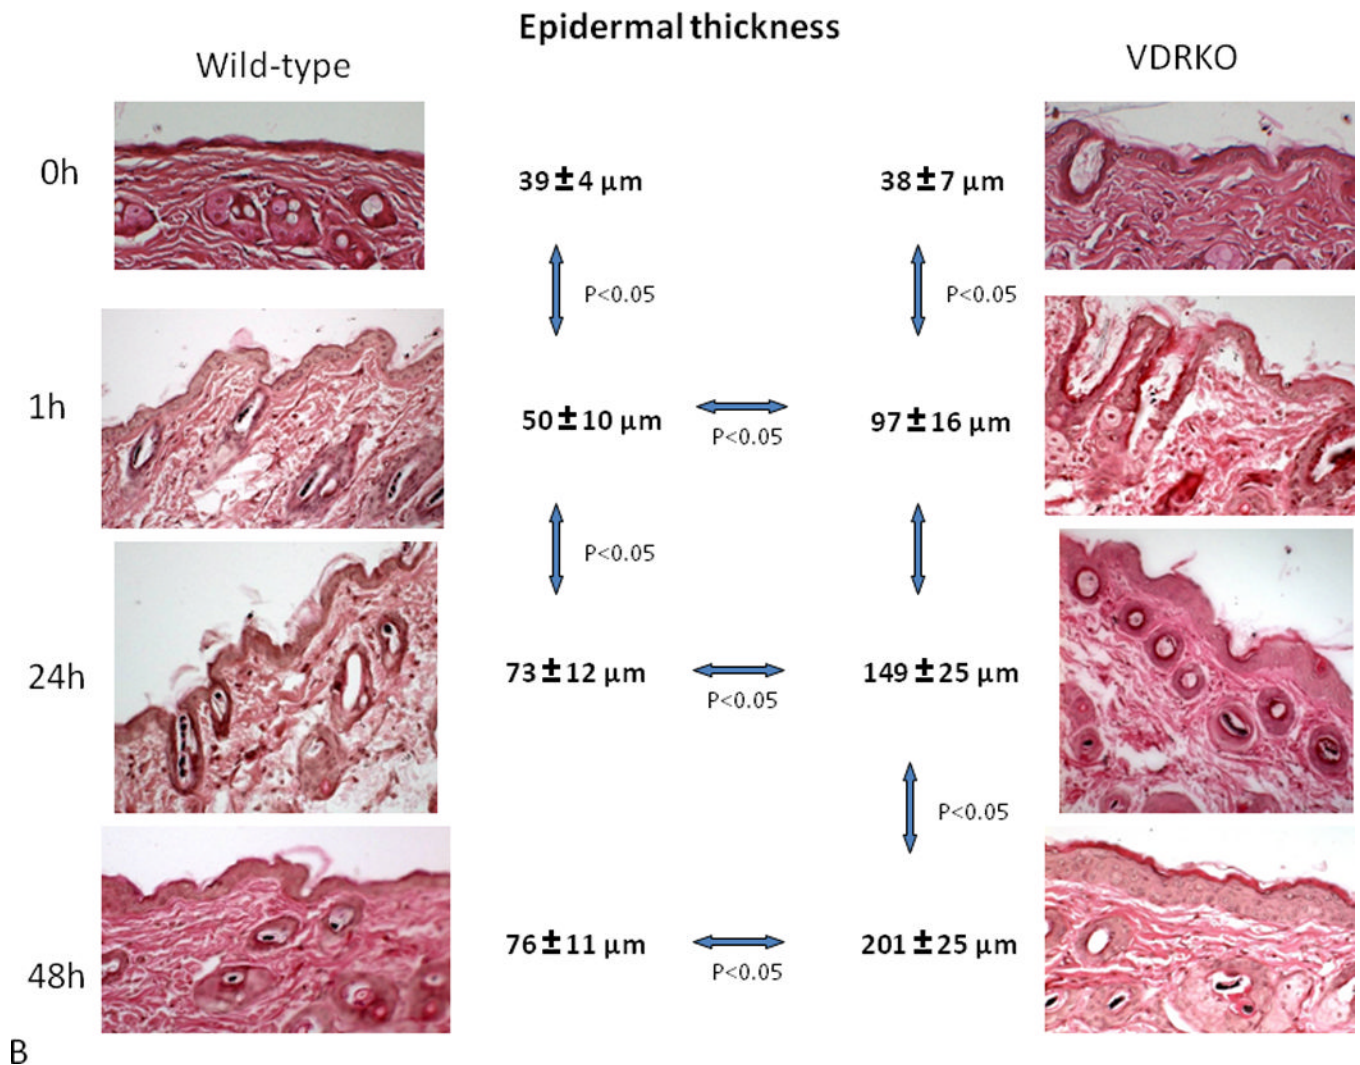 Epidermal thickness
Wild-type
VDRKO
0h
39±4 µm
38±7 µm
P<0.05
P<0.05
1h
50±10 µm
P<0.05
97±16 µm
P<0.05
24h
73±12 µm
P<0.05
149±25 µm
P<0.05
48h
76±11 µm
P<0.05
201±25 µm
B